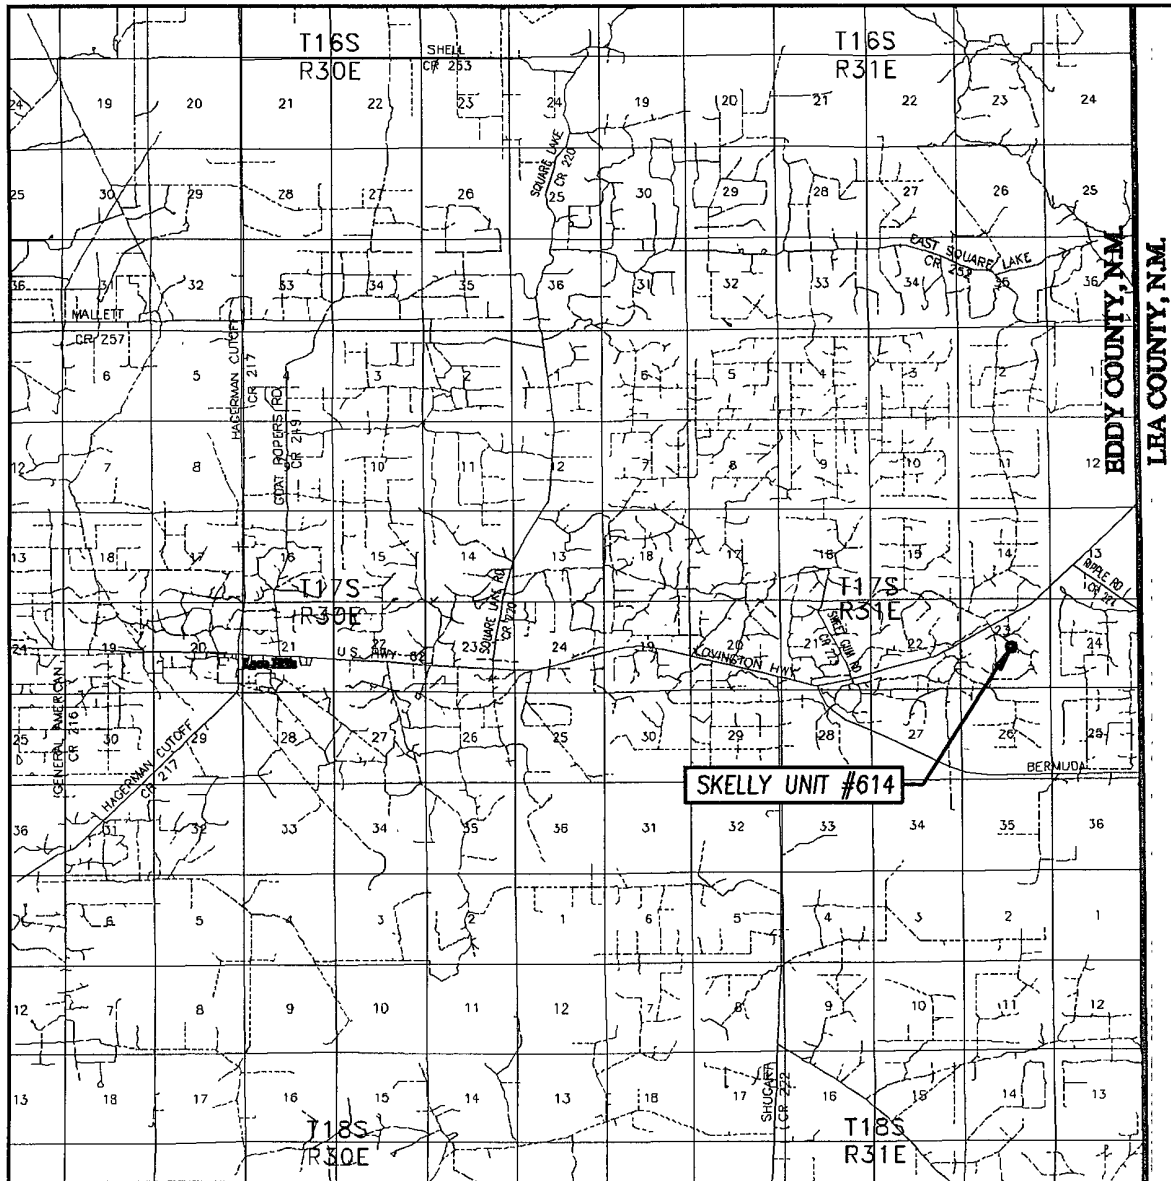 T16S
R30E
SHELL
CR 253
T16S
R31E
24 19 20 21 22 23 24 19 20 21 22 23 24
SQUARE LAKE
CR 220
25 30 29 28 27 26 25 30 29 28 27 26 25
EAST SQUARE LAKE
CR 253
36 31 32 33 34 35 36 31 32 33 34 35 36
MALLETT
CR 257
HAGERMAN CUTOFF
CR 217
GOAT ROPERS RD
CR 249
6 5 4 3 2 6 5 4 3 2 1
12 7 8 9 10 11 12 7 8 9 10 11 12
EDDY COUNTY, N.M.
LEA COUNTY, N.M.
13 18 17 16 15 14 13 18 17 16 15 14 13
T17S
R30E
SQUARE LAKE RD
CR 220
T17S
R31E
RIPPLE RD
CR 221
21 19 20 21 22 23 24 19 20 21 22 23 24
U.S. HWY 82
LOVINGTON HWY
GENERAL AMERICAN
CR 216
HAGERMAN CUTOFF
CR 217
25 30 29 28 27 26 25 30 29 28 27 26 25
BERMUDA
SKELLY UNIT #614
36 31 32 33 34 35 36 31 32 33 34 35 36
6 5 4 3 2 1 6 5 4 3 2 1
12 7 8 9 10 11 12 7 8 9 10 11 12
SHUGART
CR 222
13 18 17 16 15 14 13 18 17 16 15 14 13
T18S
R30E
T18S
R31E